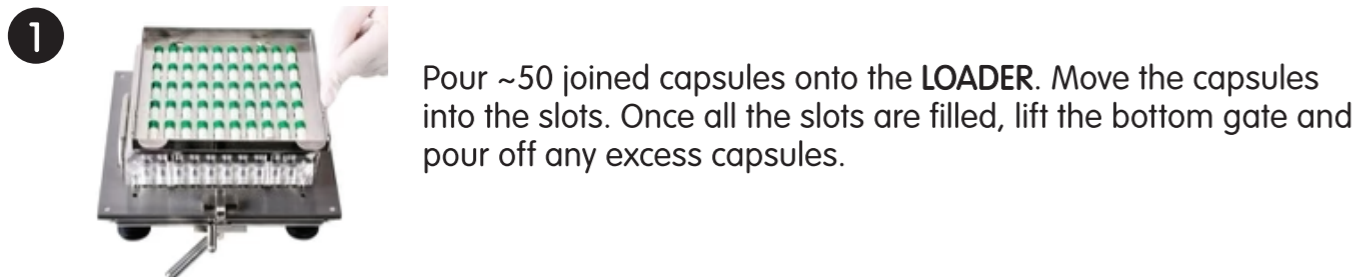 1
Pour ~50 joined capsules onto the LOADER. Move the capsules
into the slots. Once all the slots are filled, lift the bottom gate and
pour off any excess capsules.